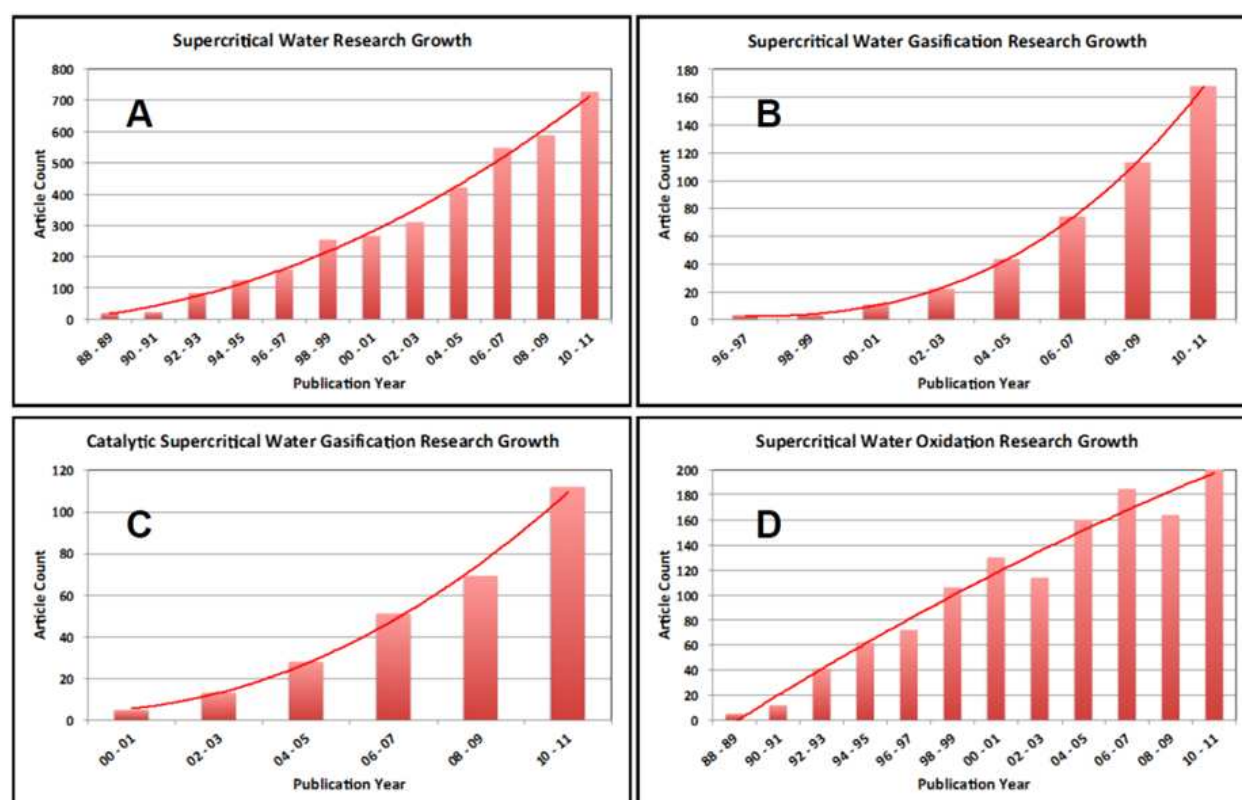 Supercritical Water Research Growth
A
Article Count
800
700
600
500
400
300
200
100
0
88 - 89
90 - 91
92 - 93
94 - 95
96 - 97
98 - 99
00 - 01
02 - 03
04 - 05
06 - 07
08 - 09
10 - 11
Publication Year
Supercritical Water Gasification Research Growth
B
Article Count
180
160
140
120
100
80
60
40
20
0
96 - 97
98 - 99
00 - 01
02 - 03
04 - 05
06 - 07
08 - 09
10 - 11
Publication Year
Catalytic Supercritical Water Gasification Research Growth
C
Article Count
120
100
80
60
40
20
0
00 - 01
02 - 03
04 - 05
06 - 07
08 - 09
10 - 11
Publication Year
Supercritical Water Oxidation Research Growth
D
Article Count
200
180
160
140
120
100
80
60
40
20
0
88 - 89
90 - 91
92 - 93
94 - 95
96 - 97
98 - 99
00 - 01
02 - 03
04 - 05
06 - 07
08 - 09
10 - 11
Publication Year